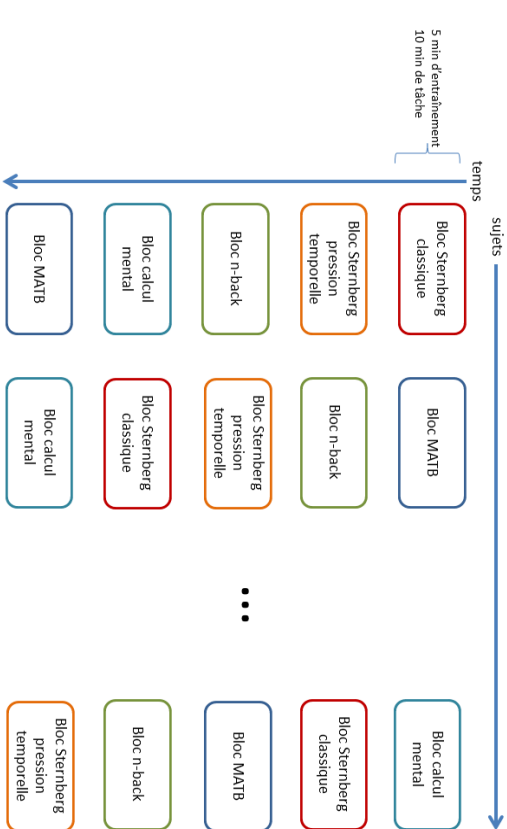 sujets
temps
5 min d'entraînement
10 min de tâche
Bloc Sternberg
classique
Bloc MATB
Bloc calcul
mental
Bloc Sternberg
pression
temporelle
Bloc n-back
Bloc Sternberg
classique
Bloc n-back
Bloc Sternberg
pression
temporelle
...
Bloc MATB
Bloc calcul
mental
Bloc Sternberg
classique
Bloc n-back
Bloc MATB
Bloc calcul
mental
Bloc Sternberg
pression
temporelle